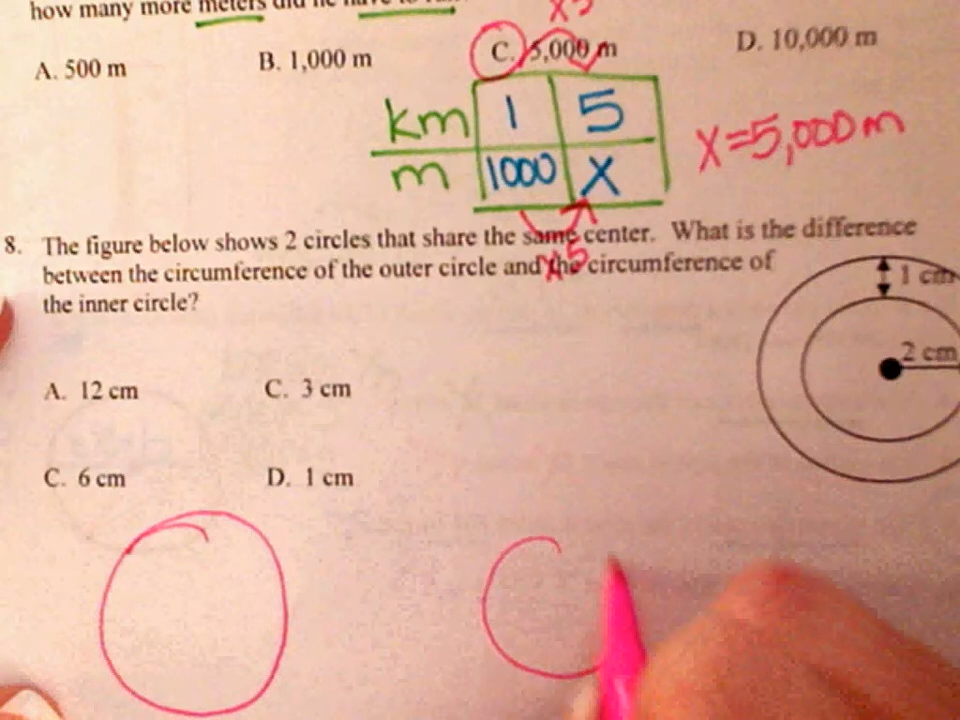 how many more meters did he have to
A. 500 m B. 1,000 m C. 5,000 m D. 10,000 m
x5
km 1 5
m 1000 x
x=5,000m
x5
8. The figure below shows 2 circles that share the same center. What is the difference
between the circumference of the outer circle and the circumference of
the inner circle?
1 cm
2 cm
A. 12 cm C. 3 cm
C. 6 cm D. 1 cm